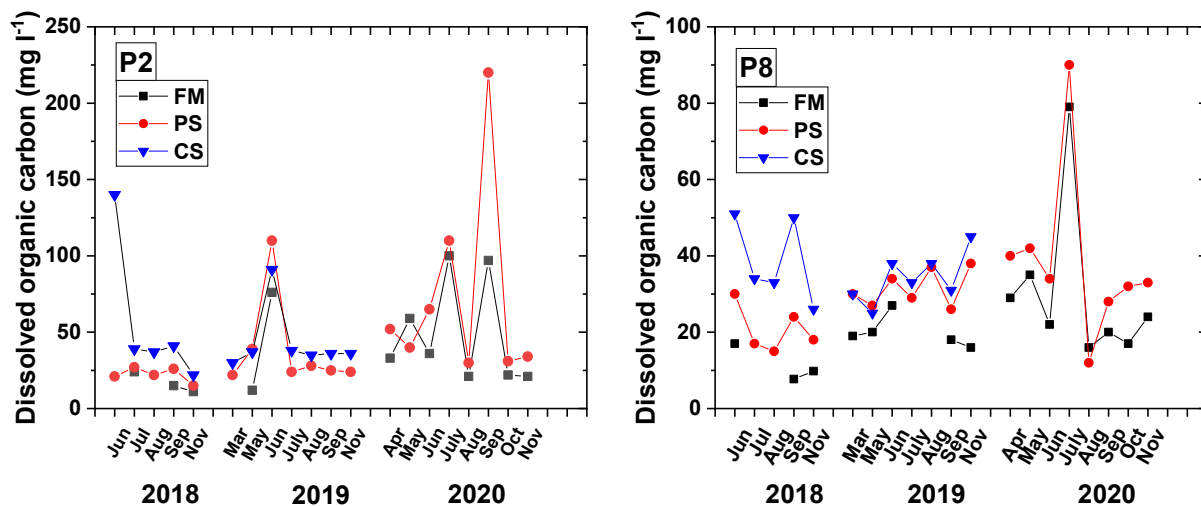 Dissolved organic carbon (mg l-1)
250
200
150
100
50
0
P2
FM
PS
CS
Jun Jul Aug Sep Nov Mar May Jun July Aug Sep Nov Apr May Jun July Aug Sep Oct Nov
2018 2019 2020
Dissolved organic carbon (mg l-1)
100
80
60
40
20
0
P8
FM
PS
CS
Jun Jul Aug Sep Nov Mar May Jun July Aug Sep Nov Apr May Jun July Aug Sep Oct Nov
2018 2019 2020